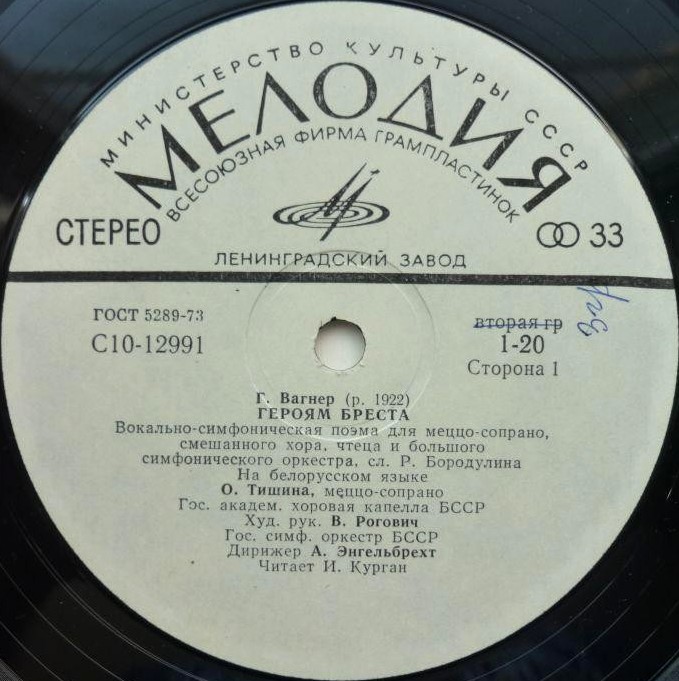 МИНИСТЕРСТВО КУЛЬТУРЫ СССР
МЕЛОДИЯ
ВСЕСОЮЗНАЯ ФИРМА ГРАМПЛАСТИНОК
СТЕРЕО
33
ЛЕНИНГРАДСКИЙ ЗАВОД
ГОСТ 5289-73
С10-12991
вторая гр
1-20
Сторона 1
Г. Вагнер (р. 1922)
ГЕРОЯМ БРЕСТА
Вокально-симфоническая поэма для меццо-сопрано,
смешанного хора, чтеца и большого
симфонического оркестра, сл. Р. Бородулина
На белорусском языке
О. Тишина, меццо-сопрано
Гос. академ. хоровая капелла БССР
Худ. рук. В. Рогович
Гос. симф. оркестр БССР
Дирижер А. Энгельбрехт
Читает И. Курган